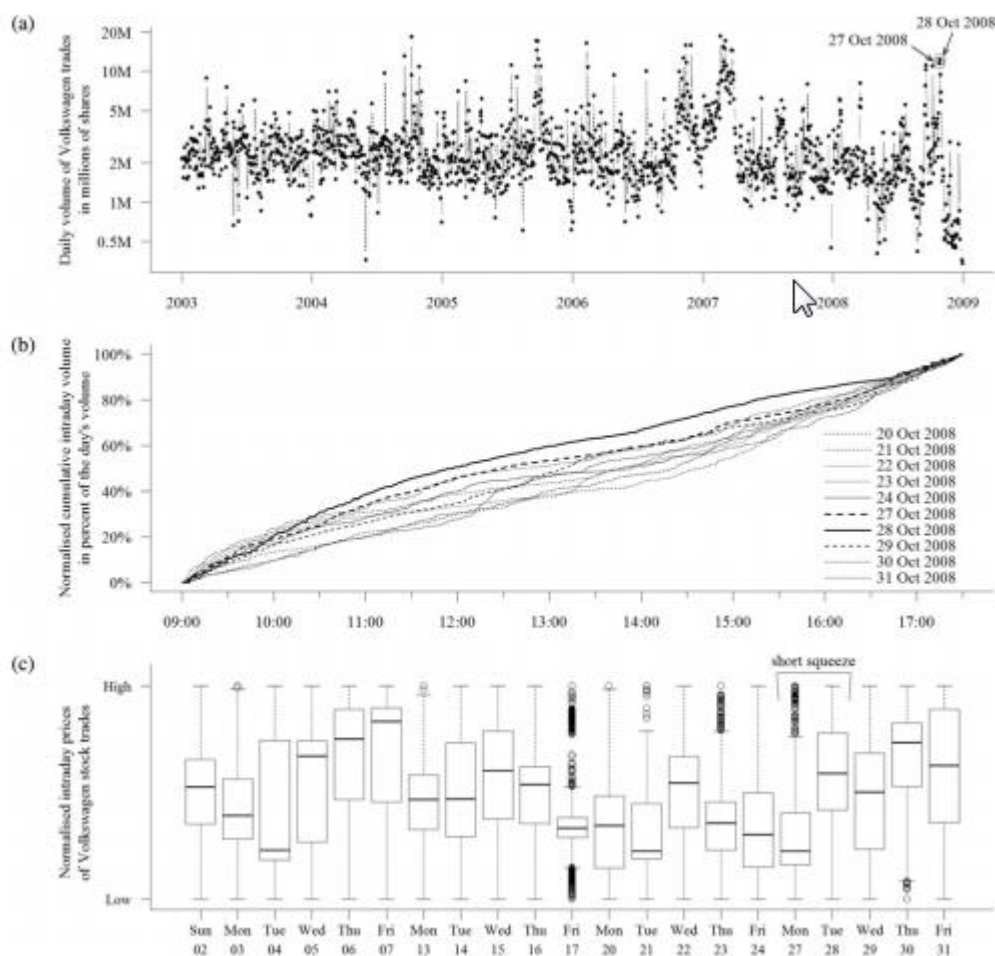 (a)
Daily volume of Volkswagen trades
in millions of shares
20M
10M
5M
2M
1M
0.5M
28 Oct 2008
27 Oct 2008
2003 2004 2005 2006 2007 2008 2009
(b)
Normalised cumulative intraday volume
in percent of the day's volume
100%
80%
60%
40%
20%
0%
20 Oct 2008
21 Oct 2008
22 Oct 2008
23 Oct 2008
24 Oct 2008
27 Oct 2008
28 Oct 2008
29 Oct 2008
30 Oct 2008
31 Oct 2008
09:00 10:00 11:00 12:00 13:00 14:00 15:00 16:00 17:00
(c)
Normalised intraday prices
of Volkswagen stock trades
short squeeze
High
Low
Sun Mon Tue Wed Thu Fri Mon Tue Wed Thu Fri Mon Tue Wed Thu Fri Mon Tue Wed Thu Fri
02 03 04 05 06 07 13 14 15 16 17 20 21 22 23 24 27 28 29 30 31